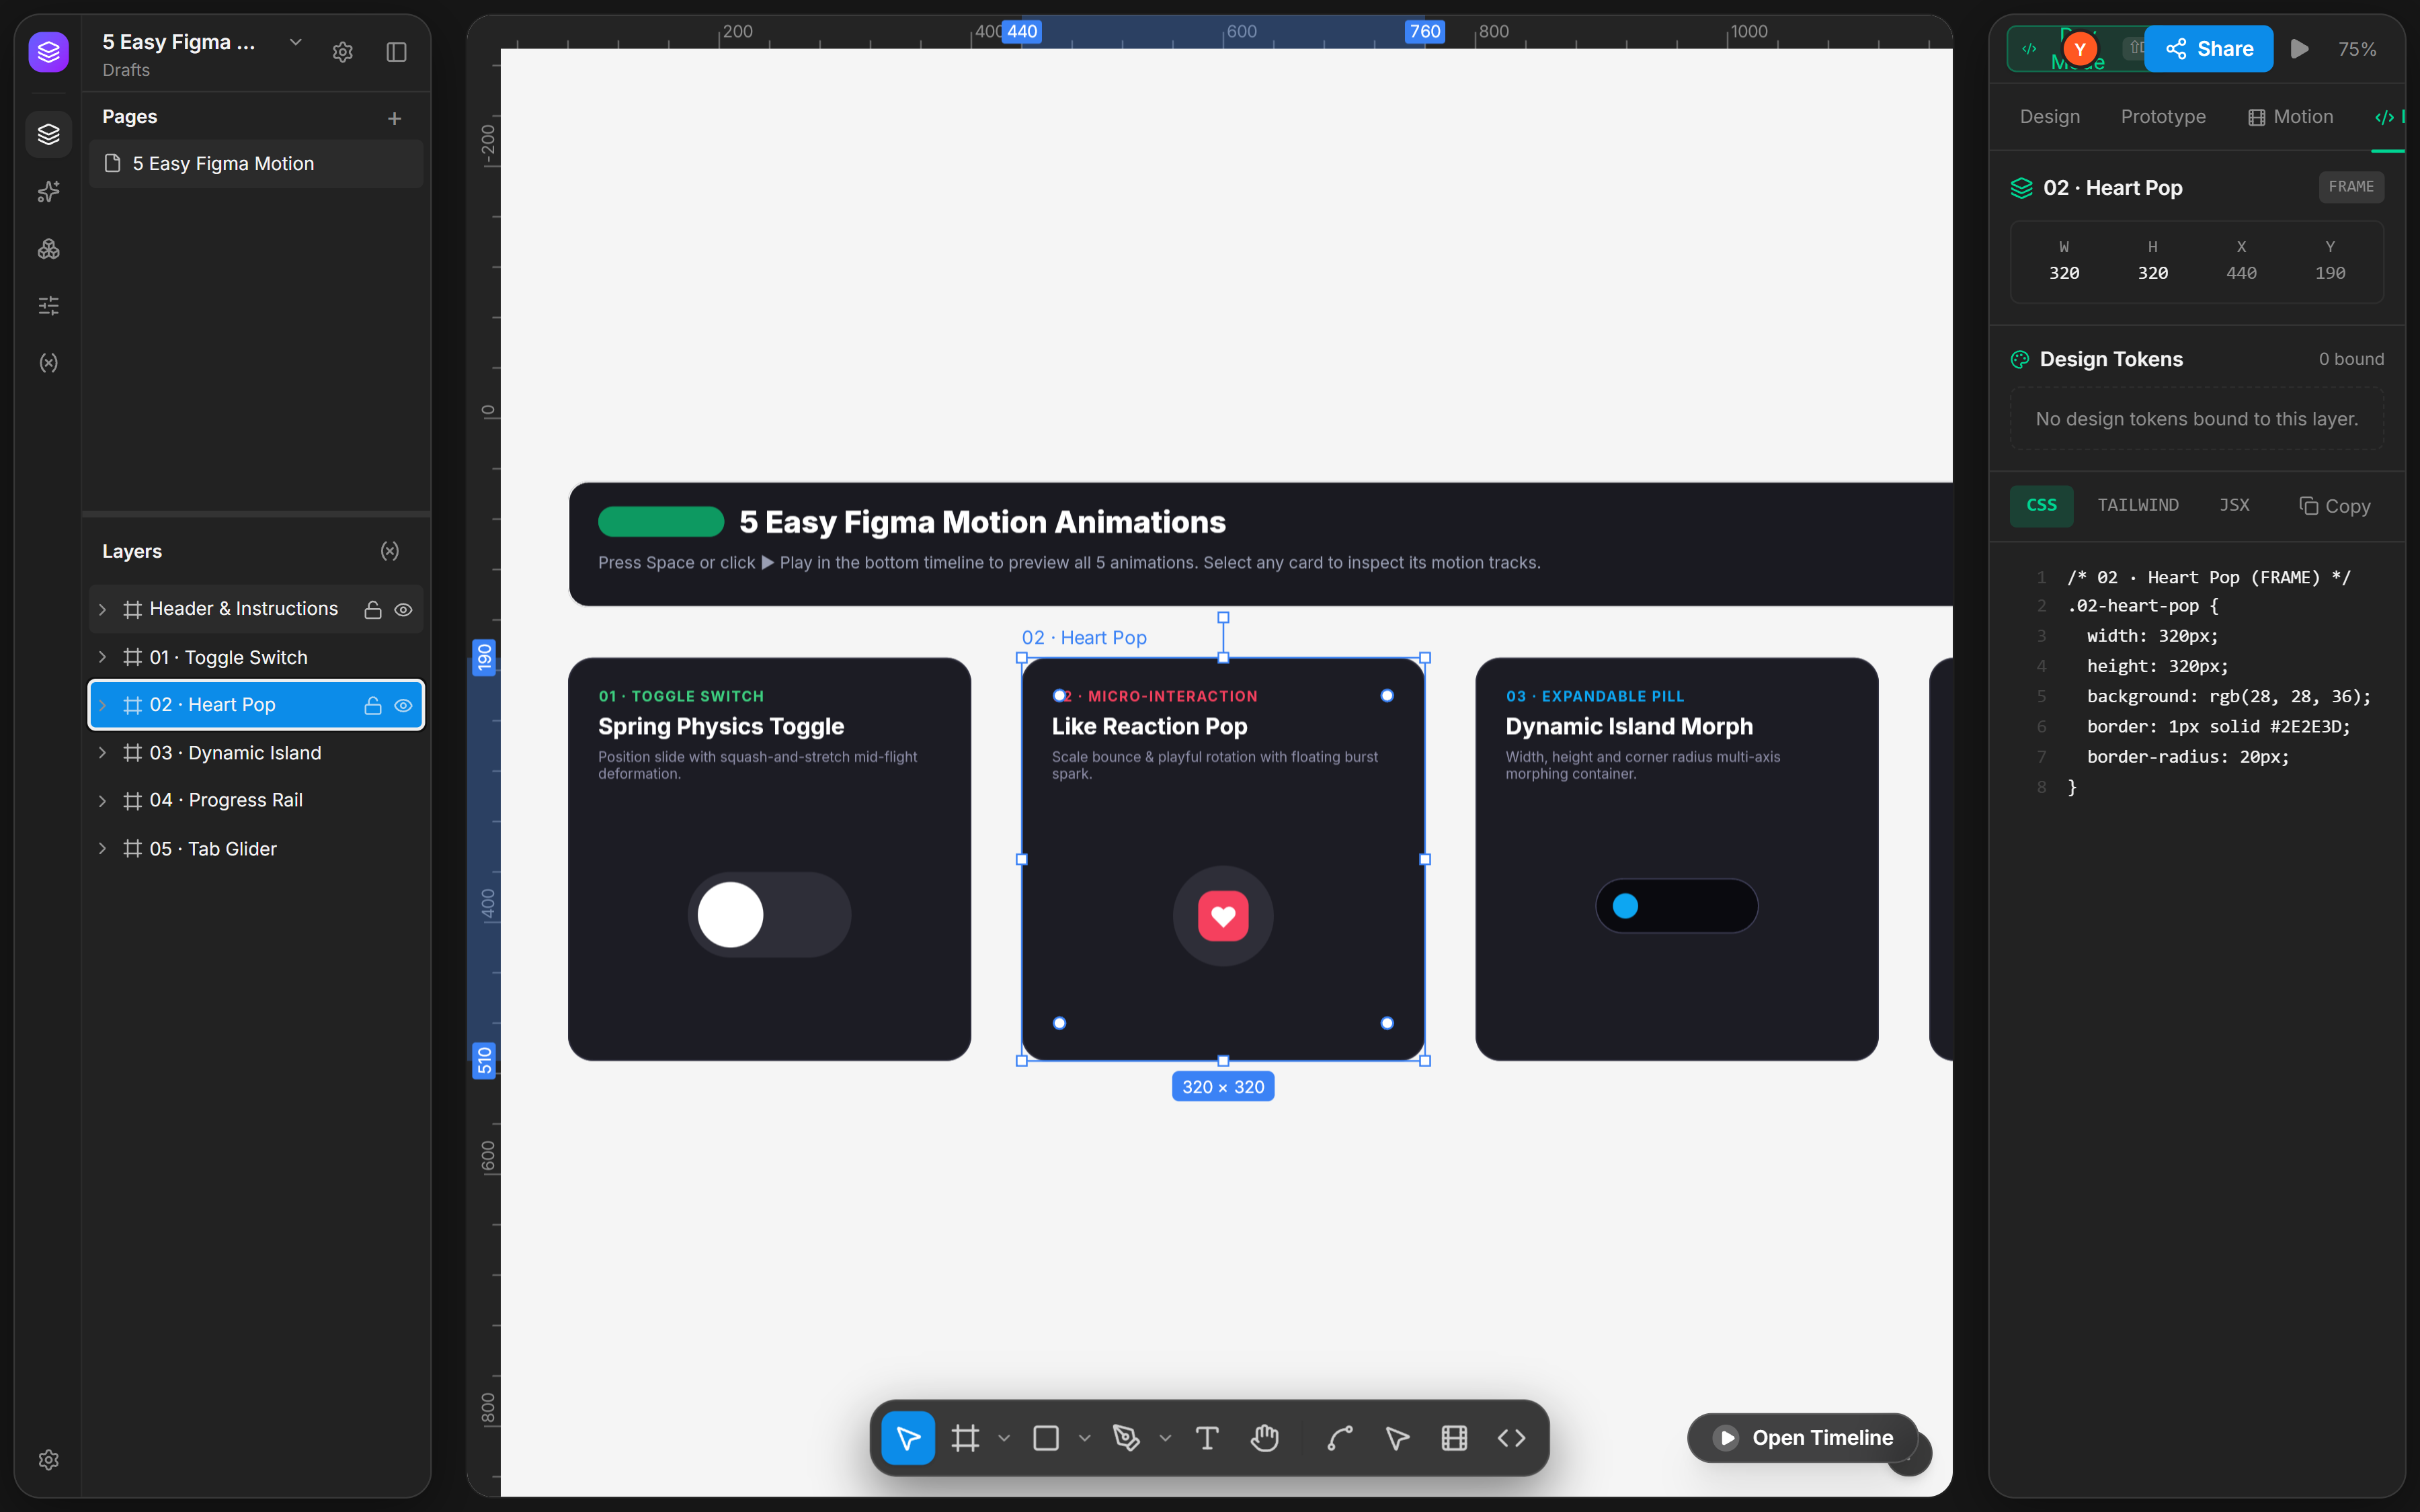 5 Easy Figma ...
Drafts
Pages
5 Easy Figma Motion
Layers
Header & Instructions
01 · Toggle Switch
02 · Heart Pop
03 · Dynamic Island
04 · Progress Rail
05 · Tab Glider
200
400
440
600
760
800
1000
-200
0
190
400
510
600
800
5 Easy Figma Motion Animations
Press Space or click ▶ Play in the bottom timeline to preview all 5 animations. Select any card to inspect its motion tracks.
02 · Heart Pop
01 · TOGGLE SWITCH
Spring Physics Toggle
Position slide with squash-and-stretch mid-flight
deformation.
2 · MICRO-INTERACTION
Like Reaction Pop
Scale bounce & playful rotation with floating burst
spark.
03 · EXPANDABLE PILL
Dynamic Island Morph
Width, height and corner radius multi-axis
morphing container.
320 × 320
Open Timeline
Y
Share
75%
Design
Prototype
Motion
02 · Heart Pop
FRAME
W
H
X
Y
320
320
440
190
Design Tokens
0 bound
No design tokens bound to this layer.
CSS
TAILWIND
JSX
Copy
1 /* 02 · Heart Pop (FRAME) */
2 .02-heart-pop {
3 width: 320px;
4 height: 320px;
5 background: rgb(28, 28, 36);
6 border: 1px solid #2E2E3D;
7 border-radius: 20px;
8 }